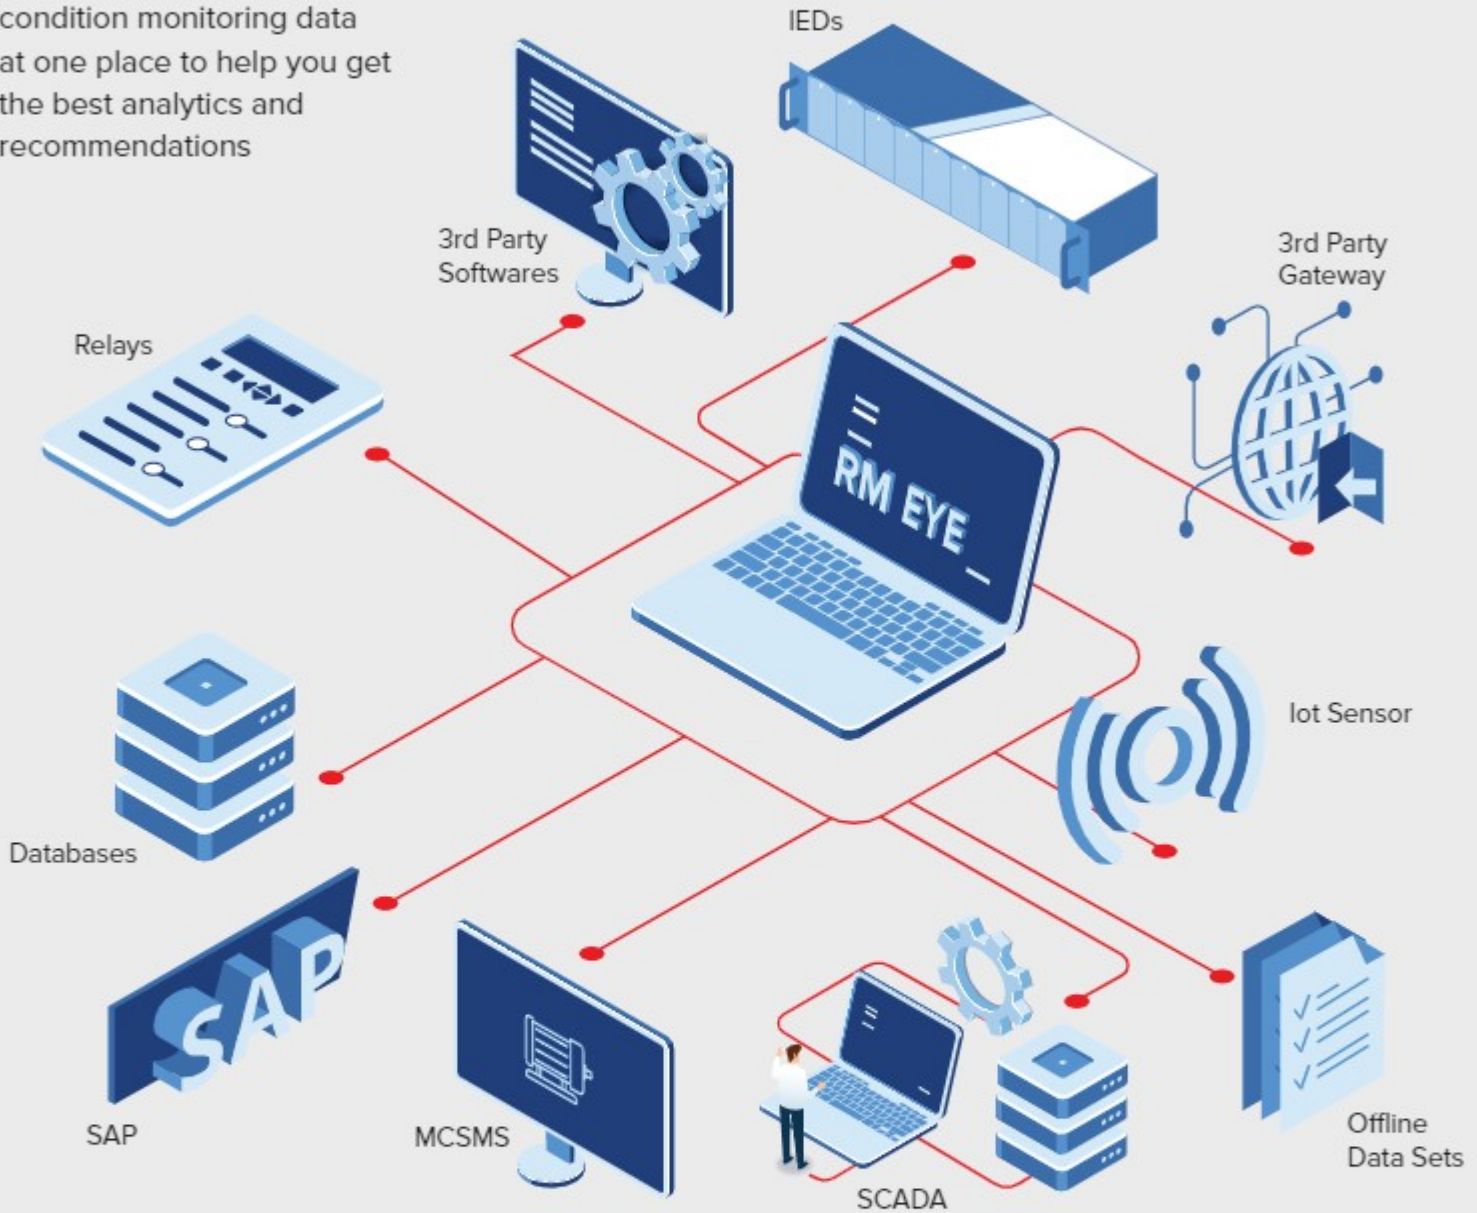 condition monitoring data
at one place to help you get
the best analytics and
recommendations
IEDs
3rd Party
Softwares
3rd Party
Gateway
Relays
RM EYE_
Iot Sensor
Databases
SAP
SAP
MCSMS
SCADA
Offline
Data Sets